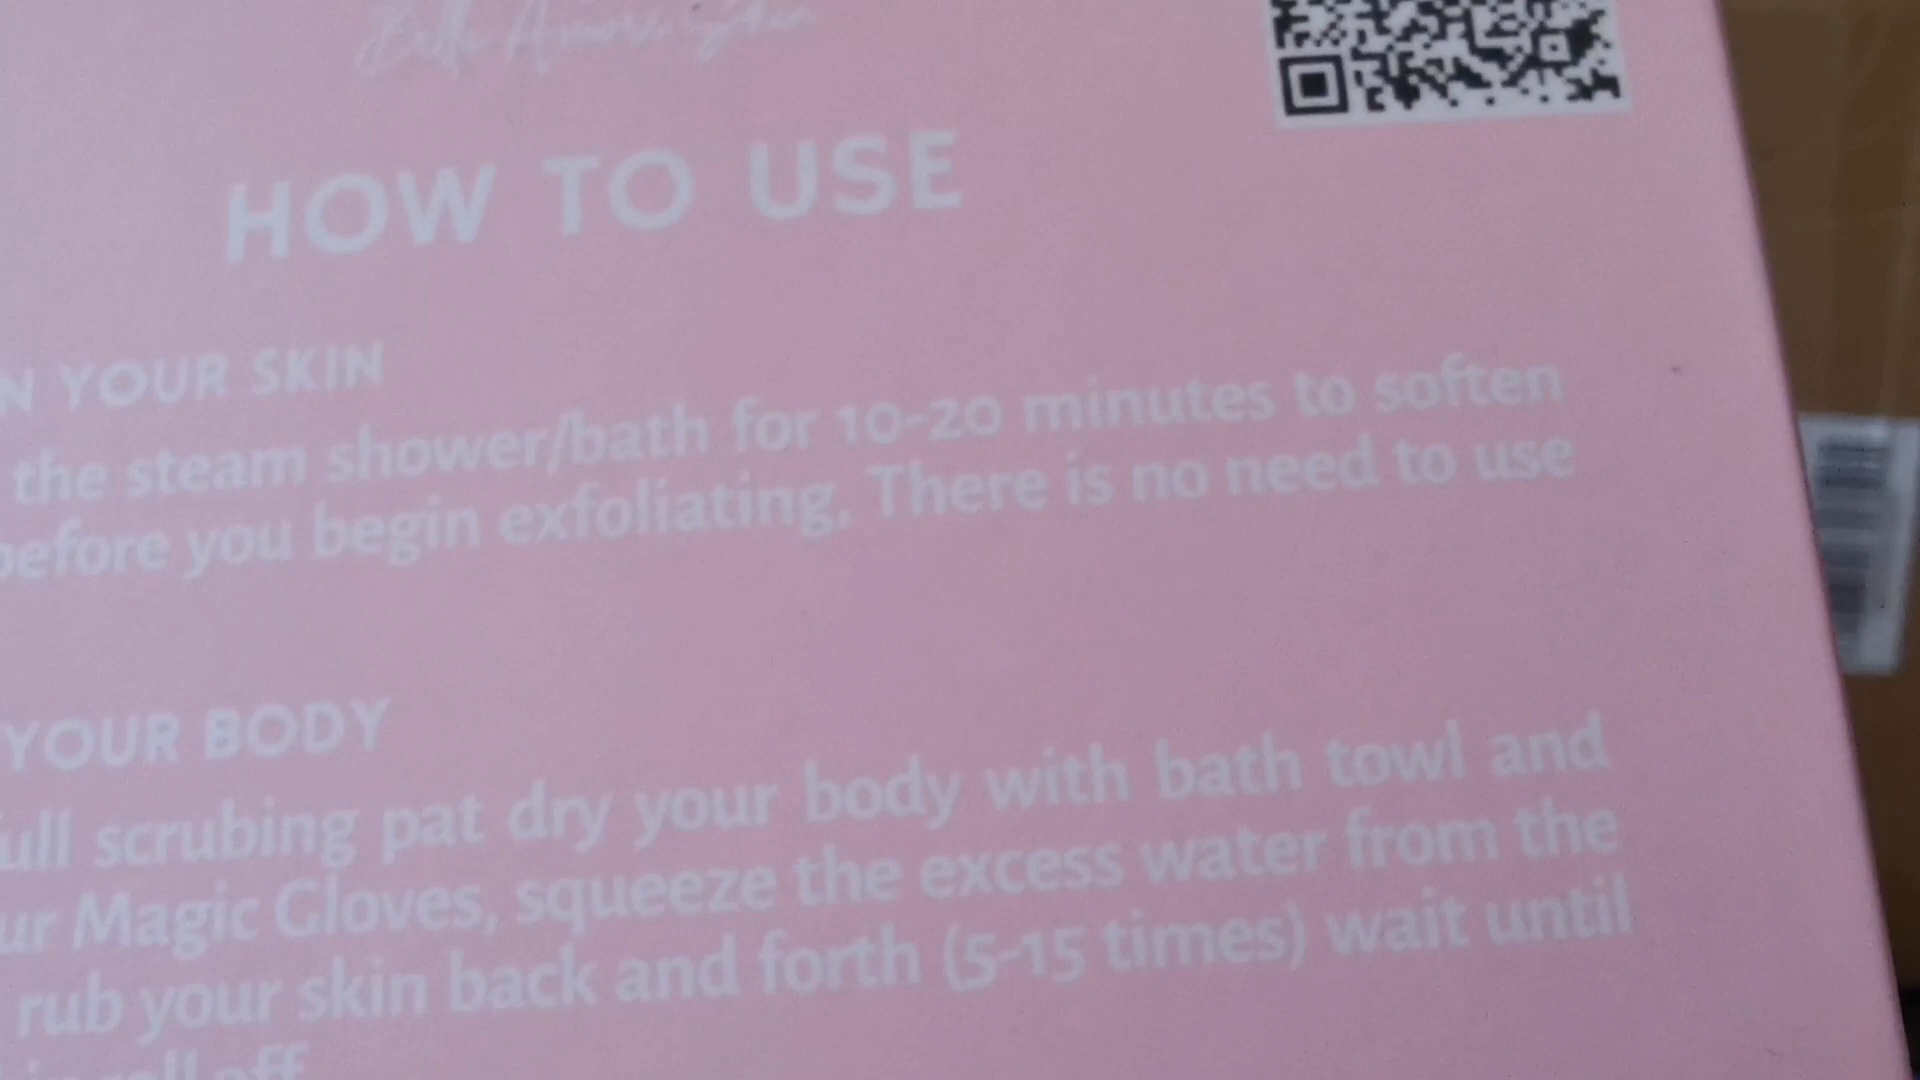 HOW TO USE
YOUR SKIN
the steam shower/bath for 10-20 minutes to soften
before you begin exfoliating, There is no need to use
YOUR BODY
scrubing pat dry your body with bath towl and
Magic Gloves, squeeze the excess water from the
rub your skin back and forth (5-15 times) wait until
off